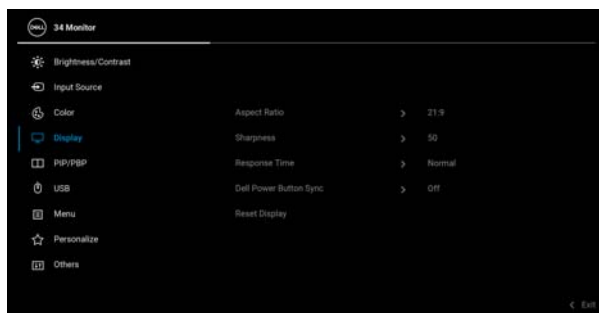 DELL 34 Monitor
Brightness/Contrast
Input Source
Color Aspect Ratio > 21:9
Display Sharpness > 50
PIP/PBP Response Time > Normal
USB Dell Power Button Sync > Off
Menu Reset Display
Personalize
Others
< Exit